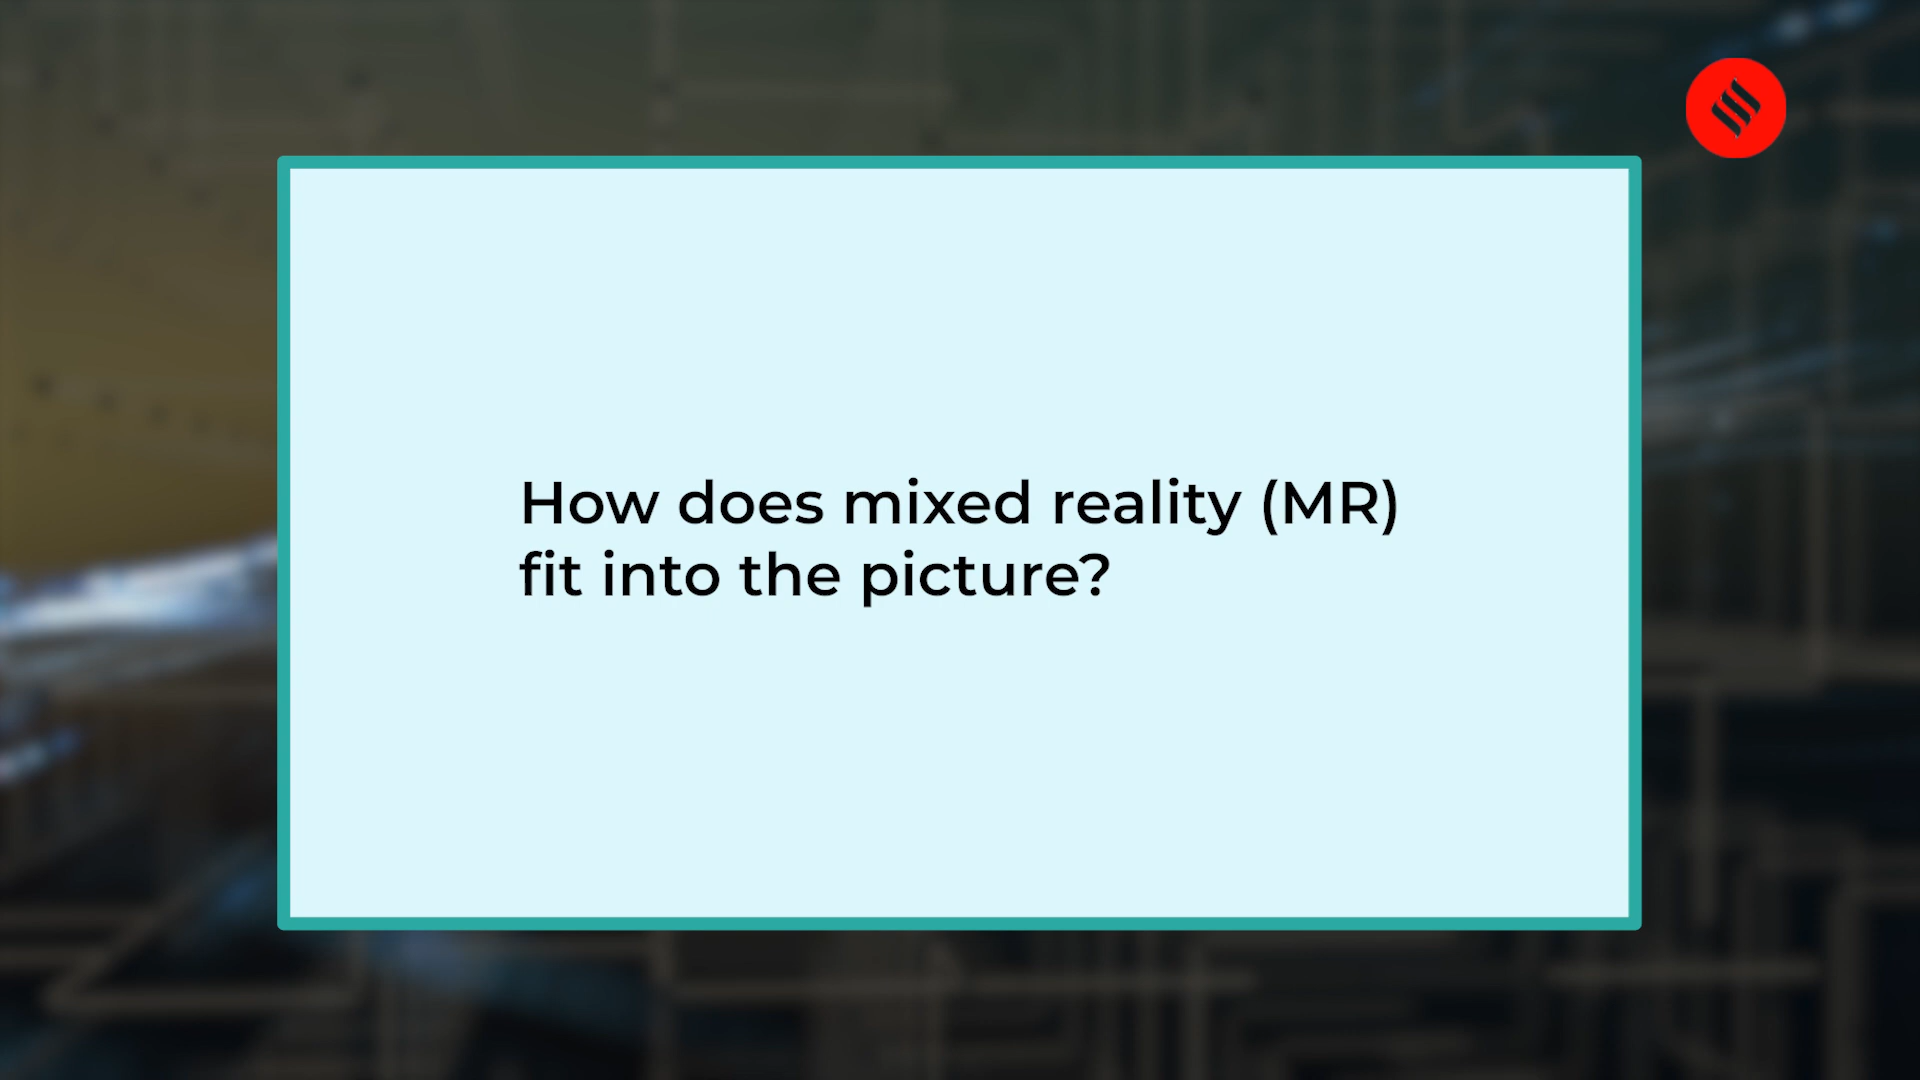 How does mixed reality (MR)
fit into the picture?